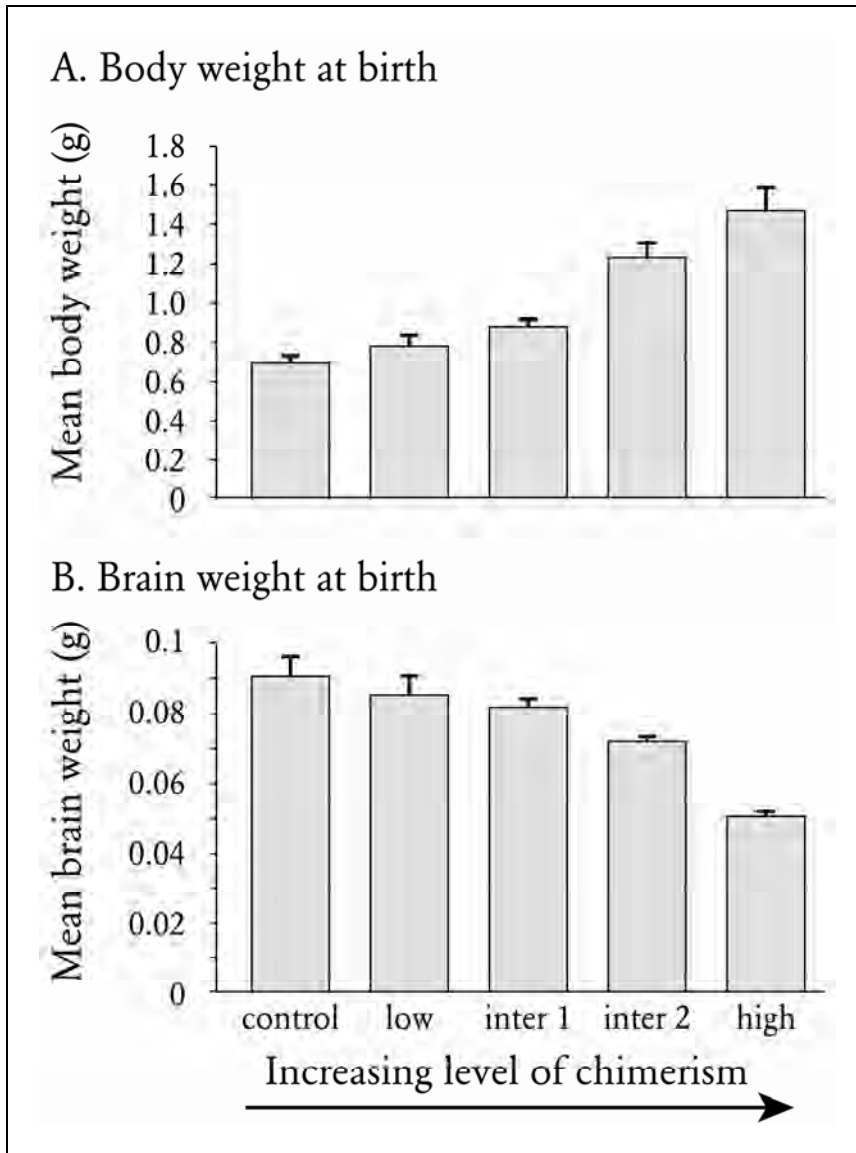 A. Body weight at birth
Mean body weight (g)
1.8
1.6
1.4
1.2
1.0
0.8
0.6
0.4
0.2
0
B. Brain weight at birth
Mean brain weight (g)
0.1
0.08
0.06
0.04
0.02
0
control low inter 1 inter 2 high
Increasing level of chimerism